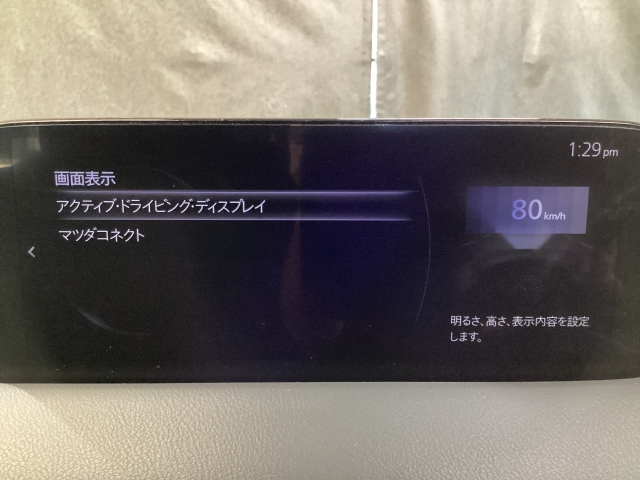 1:29 pm
画面表示
アクティブ・ドライビング・ディスプレイ
マツダコネクト
80 km/h
明るさ、高さ、表示内容を設定
します。